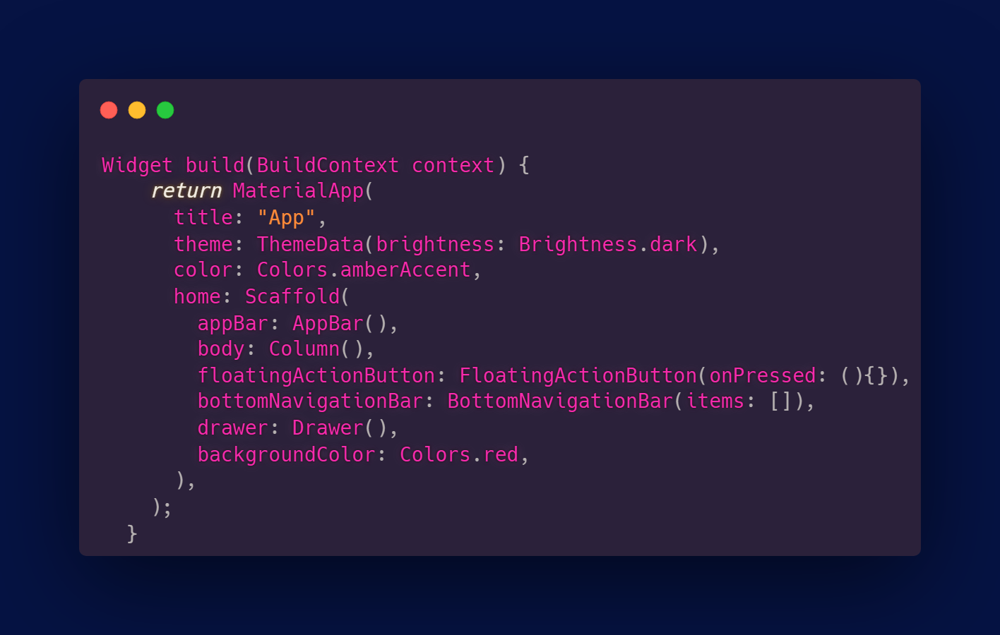 Widget build(BuildContext context) {
    return MaterialApp(
      title: "App",
      theme: ThemeData(brightness: Brightness.dark),
      color: Colors.amberAccent,
      home: Scaffold(
        appBar: AppBar(),
        body: Column(),
        floatingActionButton: FloatingActionButton(onPressed: (){}),
        bottomNavigationBar: BottomNavigationBar(items: []),
        drawer: Drawer(),
        backgroundColor: Colors.red,
      ),
    );
  }